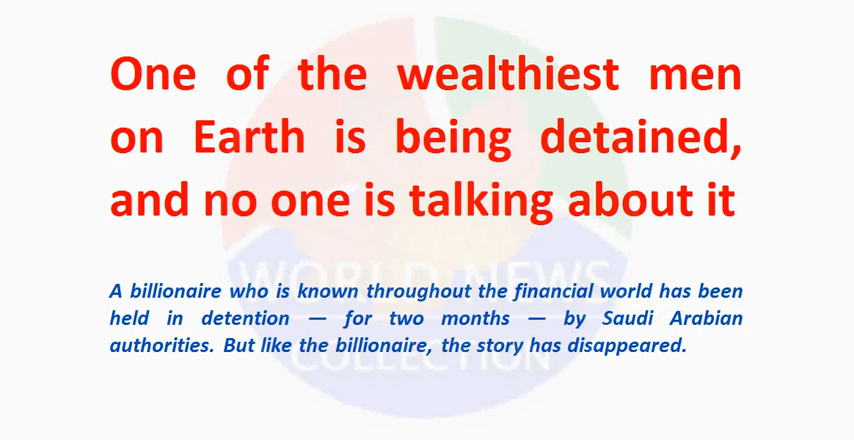 One of the wealthiest men
on Earth is being detained,
and no one is talking about it
A billionaire who is known throughout the financial world has been
held in detention — for two months — by Saudi Arabian
authorities. But like the billionaire, the story has disappeared.
WORLD NEWS
COLLECTION